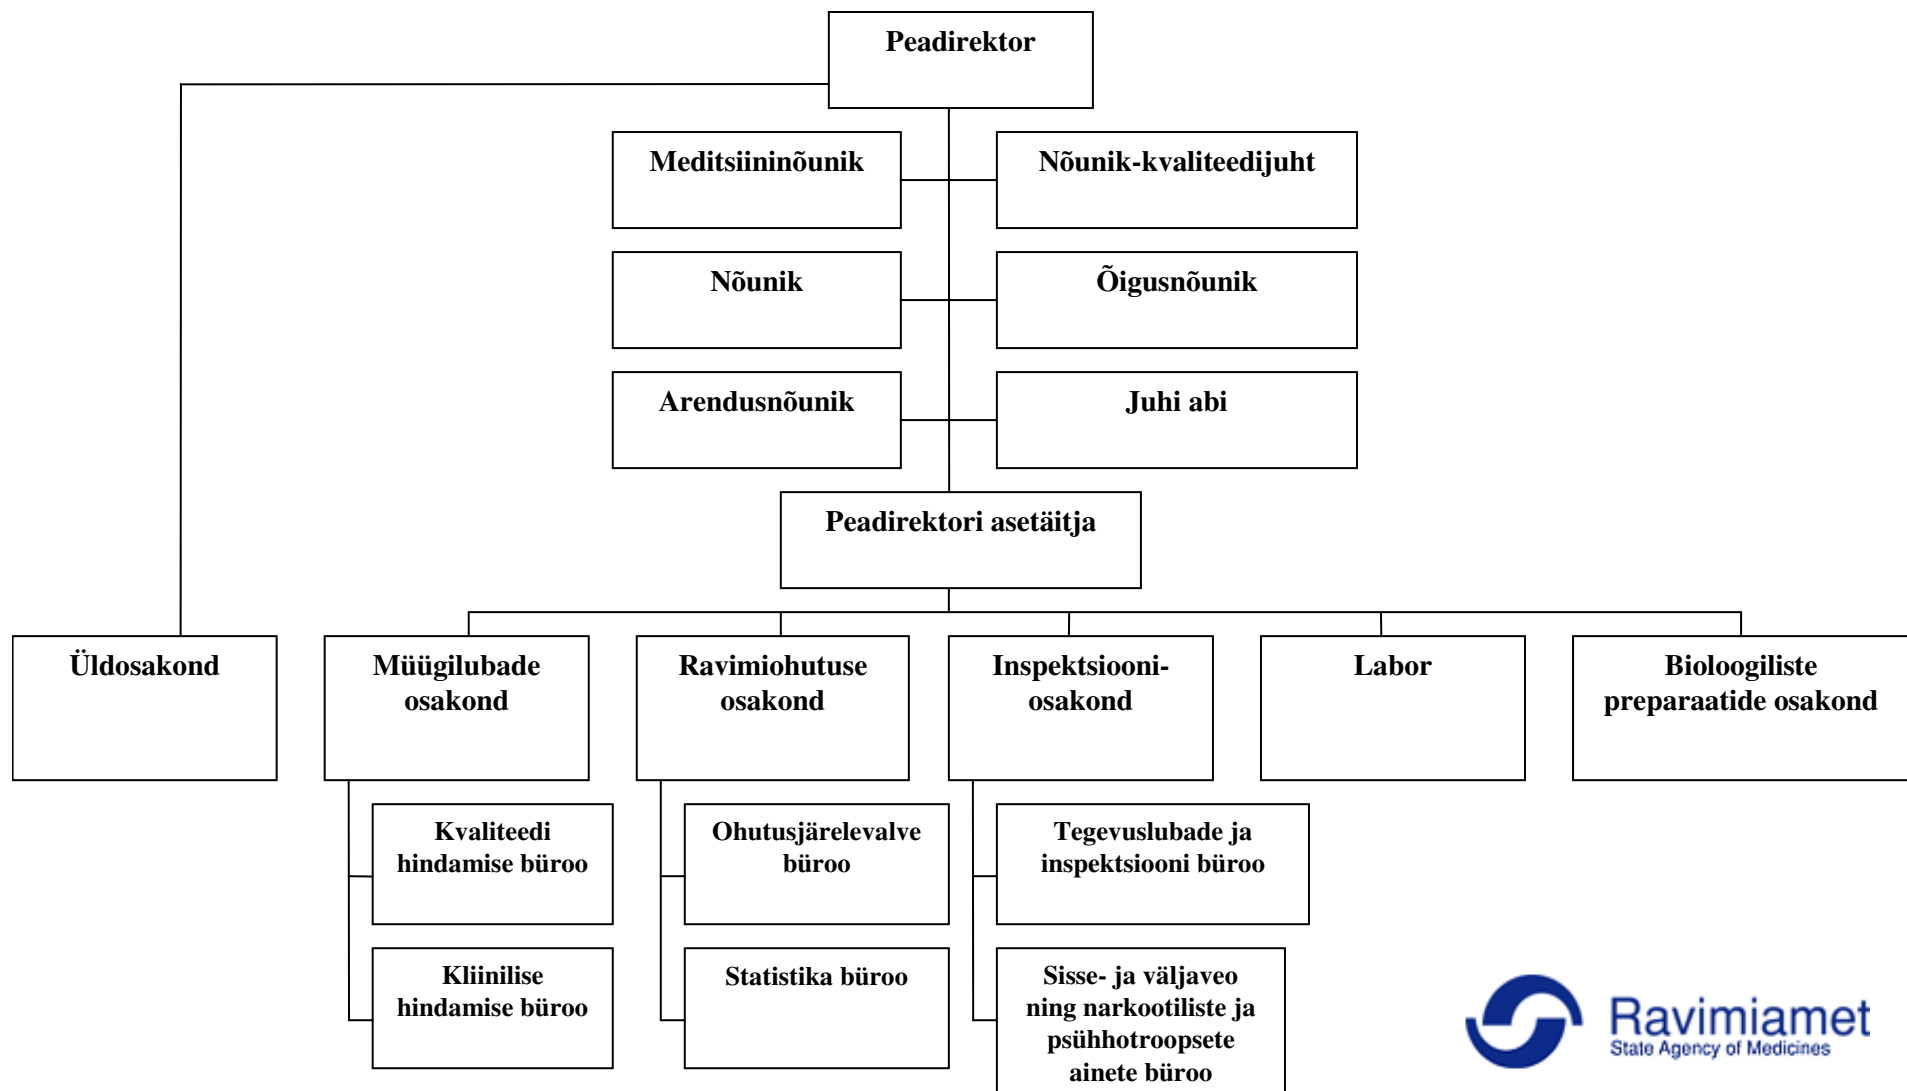 Peadirektor
Meditsiininõunik
Nõunik-kvaliteedijuht
Nõunik
Õigusnõunik
Arendusnõunik
Juhi abi
Peadirektori asetäitja
Üldosakond
Müügilubade
osakond
Ravimiohutuse
osakond
Inspektsiooni-
osakond
Labor
Bioloogiliste
preparaatide osakond
Kvaliteedi
hindamise büroo
Ohutusjärelevalve
büroo
Tegevuslubade ja
inspektsiooni büroo
Kliinilise
hindamise büroo
Statistika büroo
Sisse- ja väljaveo
ning narkootiliste ja
psühhotroopsete
ainete büroo
Ravimiamet
State Agency of Medicines